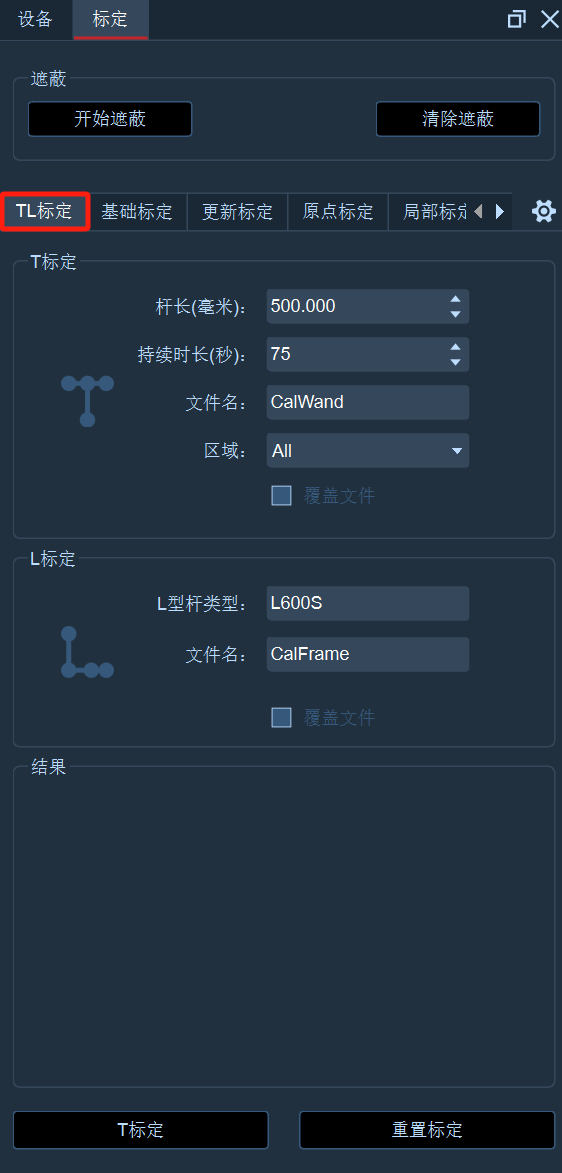 设备 标定
遮蔽
开始遮蔽 清除遮蔽
TL标定 基础标定 更新标定 原点标定 局部标定
T标定
杆长(毫米): 500.000
持续时长(秒): 75
文件名: CalWand
区域: All
覆盖文件
L标定
L型杆类型: L600S
文件名: CalFrame
覆盖文件
结果
T标定 重置标定